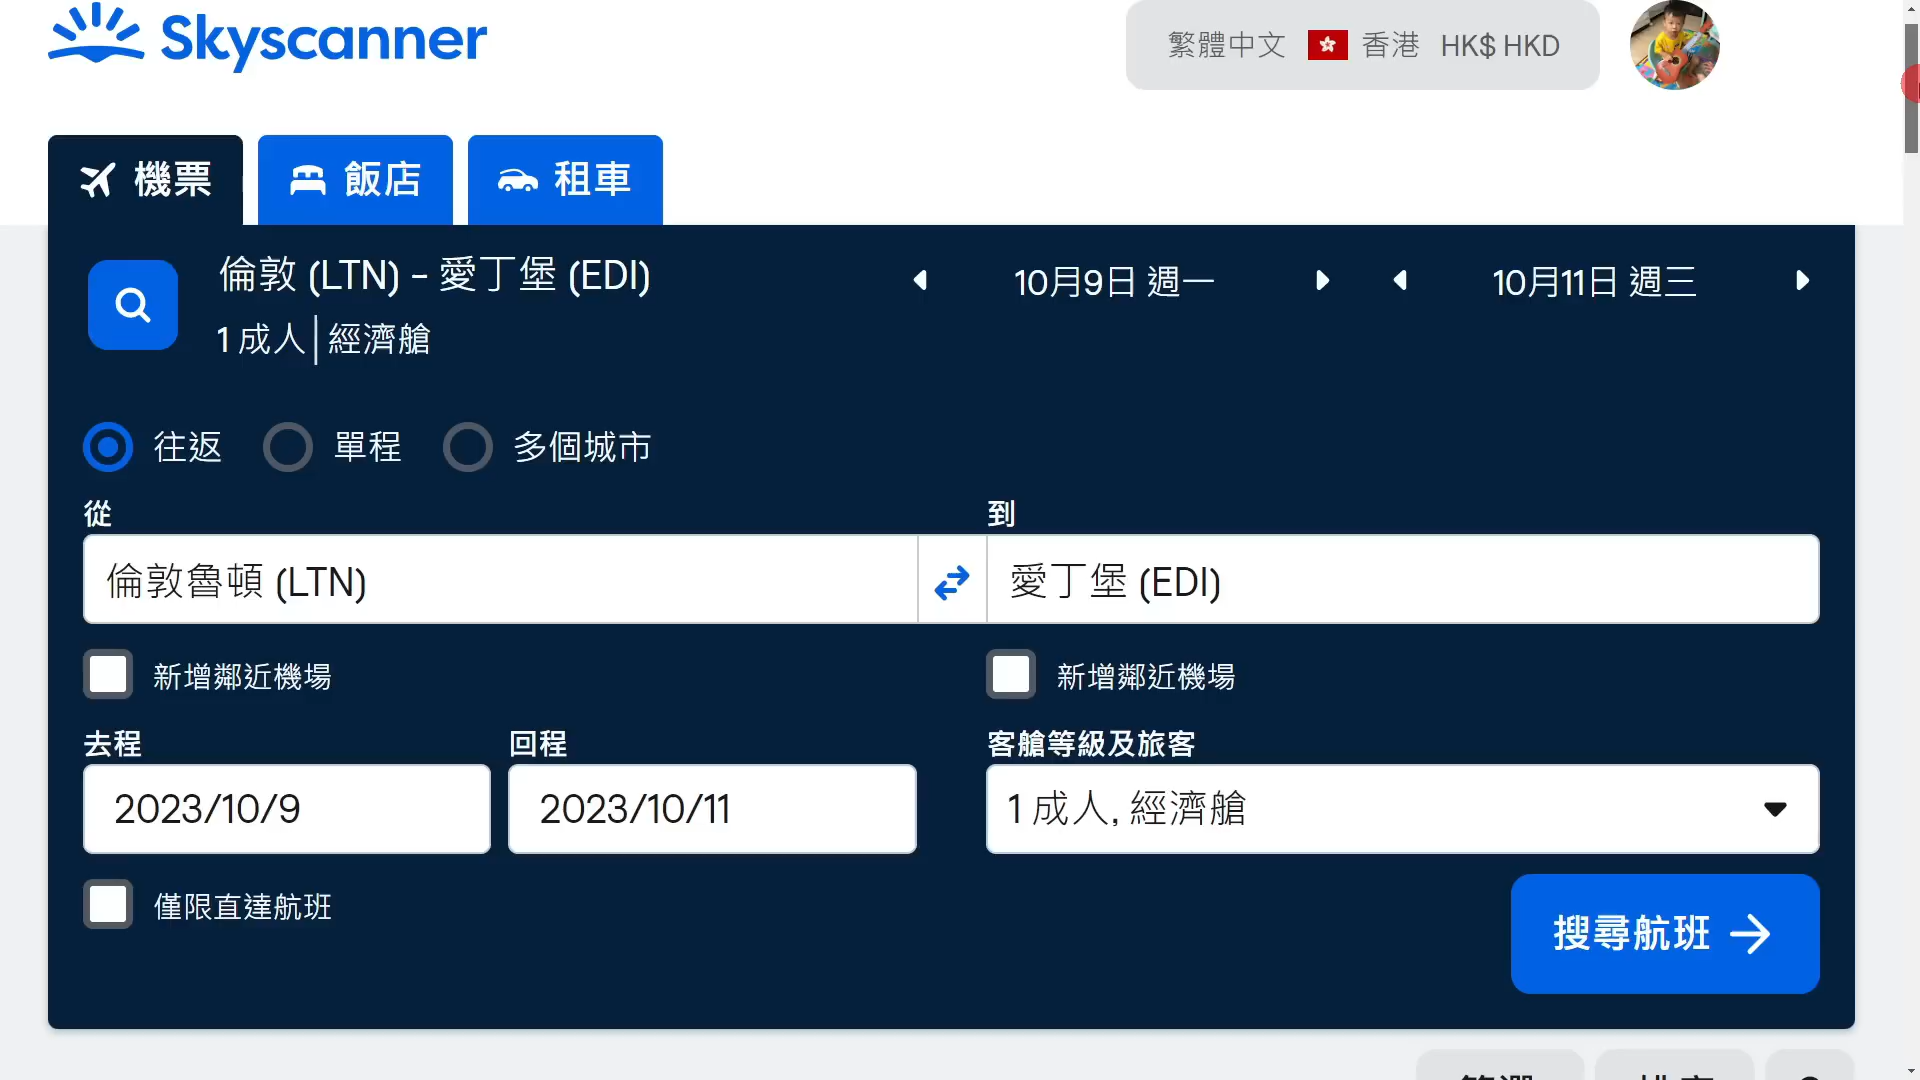 Skyscanner
繁體中文 香港 HK$ HKD
機票 飯店 租車
倫敦 (LTN) - 愛丁堡 (EDI)
1 成人 | 經濟艙
10月9日 週一
10月11日 週三
往返 單程 多個城市
從
倫敦魯頓 (LTN)
到
愛丁堡 (EDI)
新增鄰近機場
新增鄰近機場
去程
2023/10/9
回程
2023/10/11
客艙等級及旅客
1 成人, 經濟艙
僅限直達航班
搜尋航班